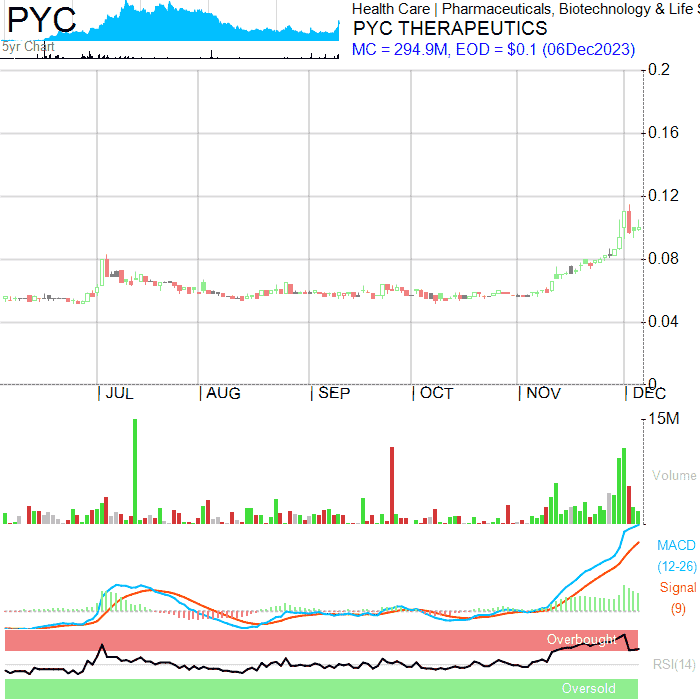 PYC
5yr Chart
Health Care | Pharmaceuticals, Biotechnology & Life S
PYC THERAPEUTICS
MC = 294.9M, EOD = $0.1 (06Dec2023)
0.2
0.16
0.12
0.08
0.04
0
JUL
AUG
SEP
OCT
NOV
DEC
15M
Volume
MACD
(12-26)
Signal
(9)
Overbought
RSI(14)
Oversold